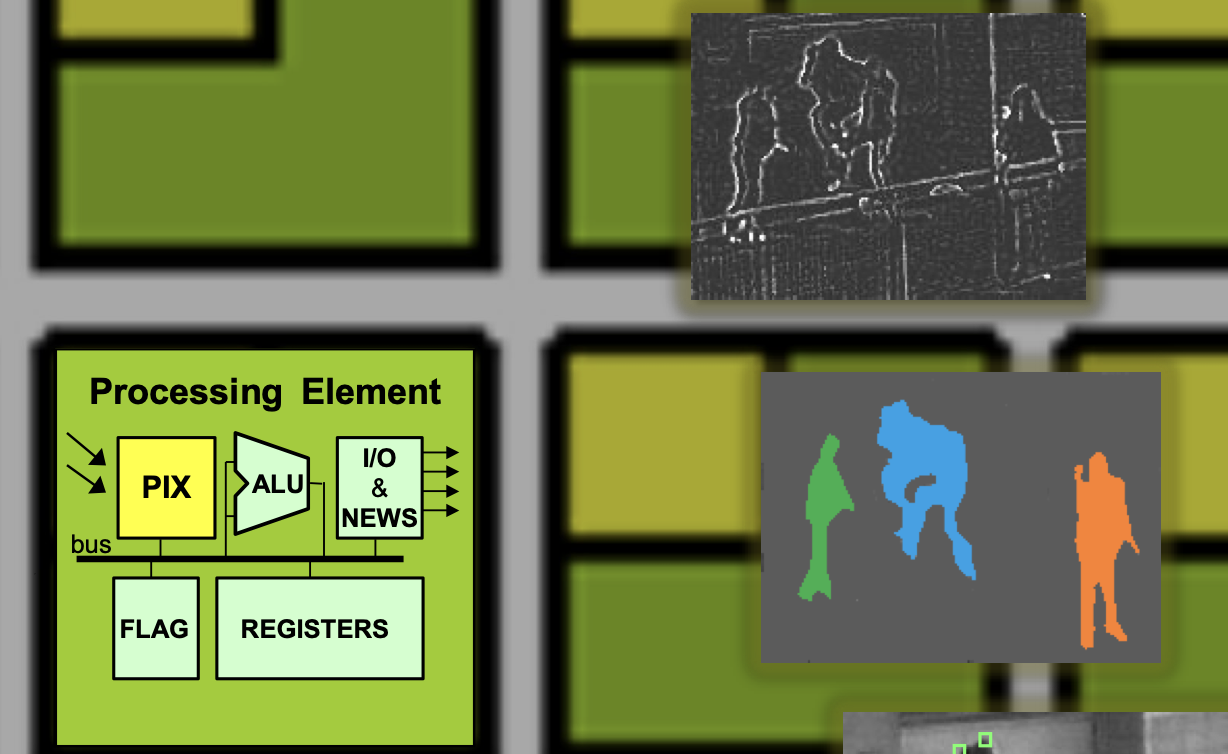 Processing Element
PIX
ALU
I/O
&
NEWS
bus
FLAG
REGISTERS